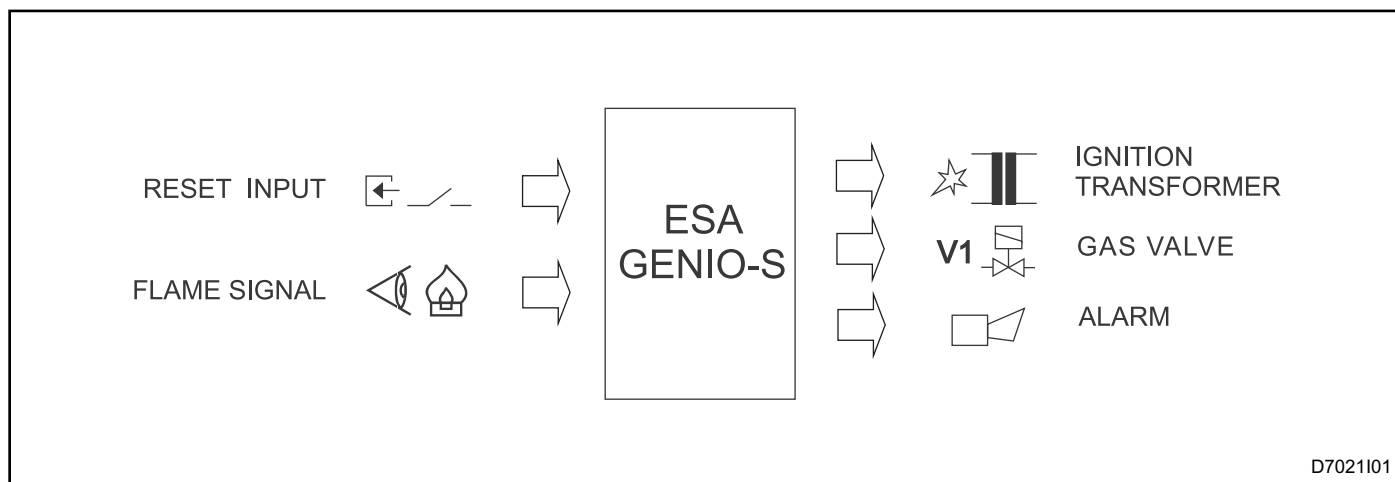 RESET INPUT
FLAME SIGNAL
ESA
GENIO-S
IGNITION
TRANSFORMER
V1
GAS VALVE
ALARM
D7021I01